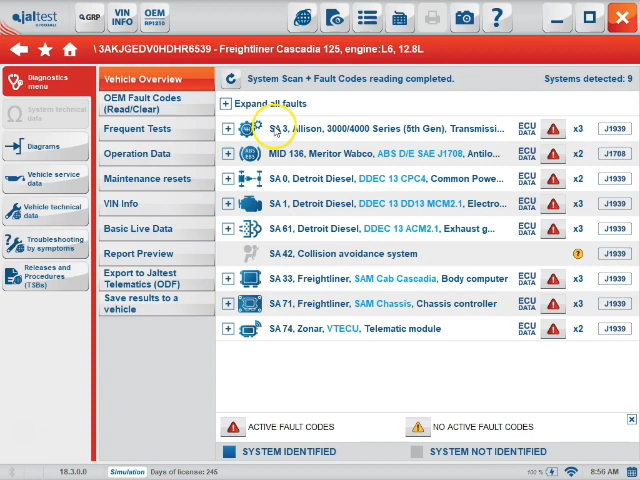 jaltest
GRP
VIN
INFO
OEM
RP1210
\ 3AKJGEDV0HDHR6539 - Freightliner Cascadia 125, engine:L6, 12.8L
Diagnostics
menu
System technical
data
Diagrams
Vehicle service
data
Vehicle technical
data
Troubleshooting
by symptoms
Releases and
Procedures
(TSBs)
Vehicle Overview
OEM Fault Codes
(Read/Clear)
Frequent Tests
Operation Data
Maintenance resets
VIN Info
Basic Live Data
Report Preview
Export to Jaltest
Telematics (ODF)
Save results to a
vehicle
System Scan + Fault Codes reading completed.
Systems detected: 9
Expand all faults
SA 3, Allison, 3000/4000 Series (5th Gen), Transmissi...
ECU
DATA
x3
J1939
MID 136, Meritor Wabco, ABS D/E SAE J1708, Antilo...
ECU
DATA
x2
J1708
SA 0, Detroit Diesel, DDEC 13 CPC4, Common Powe...
ECU
DATA
x2
J1939
SA 1, Detroit Diesel, DDEC 13 DD13 MCM2.1, Electro...
ECU
DATA
x3
J1939
SA 61, Detroit Diesel, DDEC 13 ACM2.1, Exhaust g...
ECU
DATA
x3
J1939
SA 42, Collision avoidance system
J1939
SA 33, Freightliner, SAM Cab Cascadia, Body computer
ECU
DATA
x3
J1939
SA 71, Freightliner, SAM Chassis, Chassis controller
ECU
DATA
x3
J1939
SA 74, Zonar, VTECU, Telematic module
ECU
DATA
x2
J1939
ACTIVE FAULT CODES
NO ACTIVE FAULT CODES
SYSTEM IDENTIFIED
SYSTEM NOT IDENTIFIED
18.3.0.0
Simulation
Days of license: 245
100 %
8:56 AM